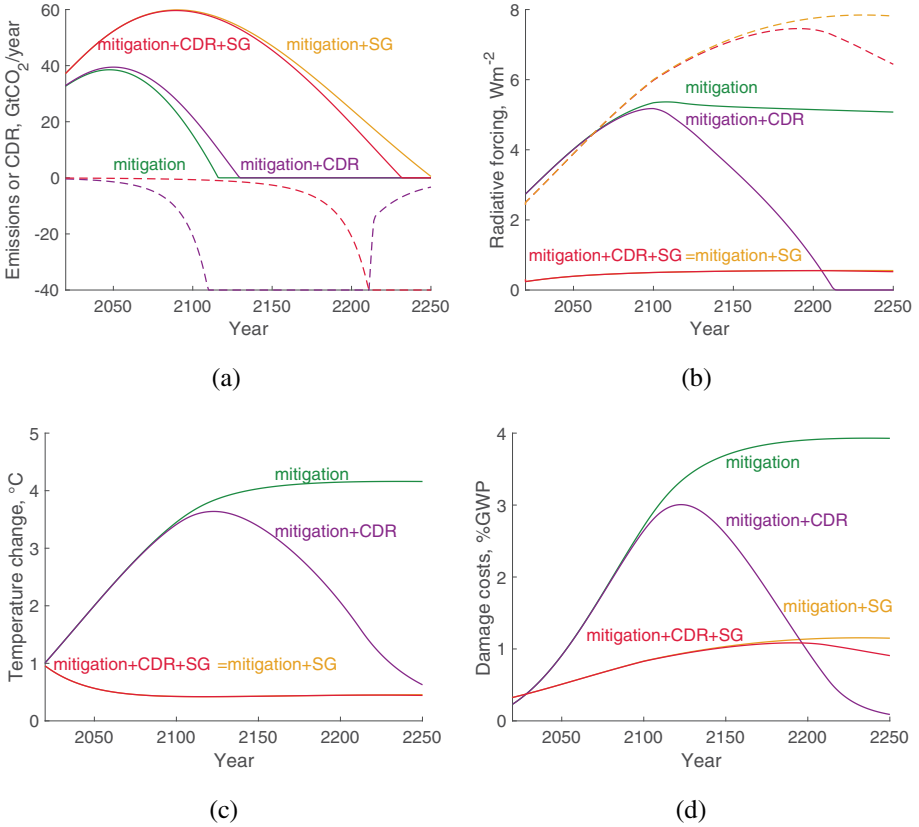 60
40
20
0
-20
-40
Emissions or CDR, GtCO2/year
mitigation+CDR+SG
mitigation+SG
mitigation
mitigation+CDR
2050 2100 2150 2200 2250
Year
(a)
8
6
4
2
0
Radiative forcing, Wm-2
mitigation
mitigation+CDR
mitigation+CDR+SG =mitigation+SG
2050 2100 2150 2200 2250
Year
(b)
5
4
3
2
1
0
Temperature change, °C
mitigation
mitigation+CDR
mitigation+CDR+SG =mitigation+SG
2050 2100 2150 2200 2250
Year
(c)
4
3
2
1
0
Damage costs, %GWP
mitigation
mitigation+CDR
mitigation+SG
mitigation+CDR+SG
2050 2100 2150 2200 2250
Year
(d)